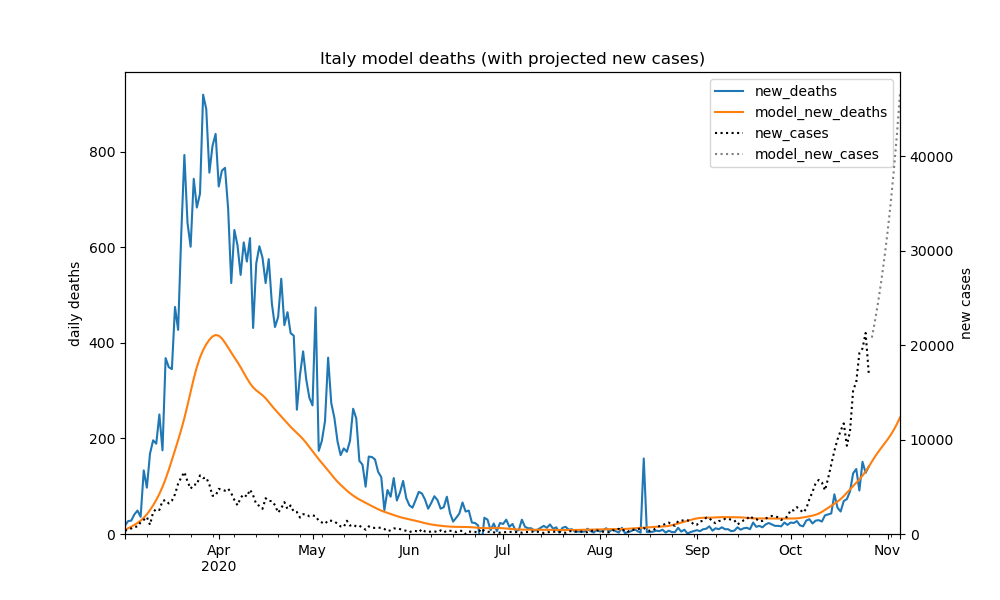 Italy model deaths (with projected new cases)
new_deaths
model_new_deaths
new_cases
model_new_cases
daily deaths
800
600
400
200
0
new cases
40000
30000
20000
10000
0
Apr
2020
May
Jun
Jul
Aug
Sep
Oct
Nov